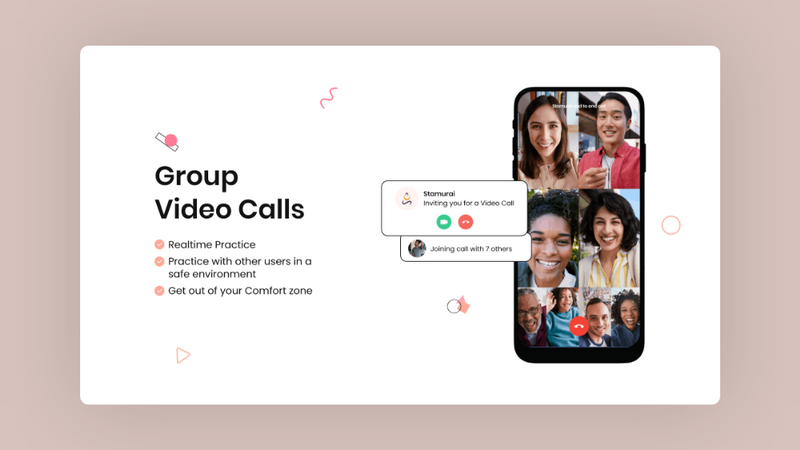 Group
Video Calls
Realtime Practice
Practice with other users in a
safe environment
Get out of your Comfort zone
Stamurai
Inviting you for a Video Call
Joining call with 7 others